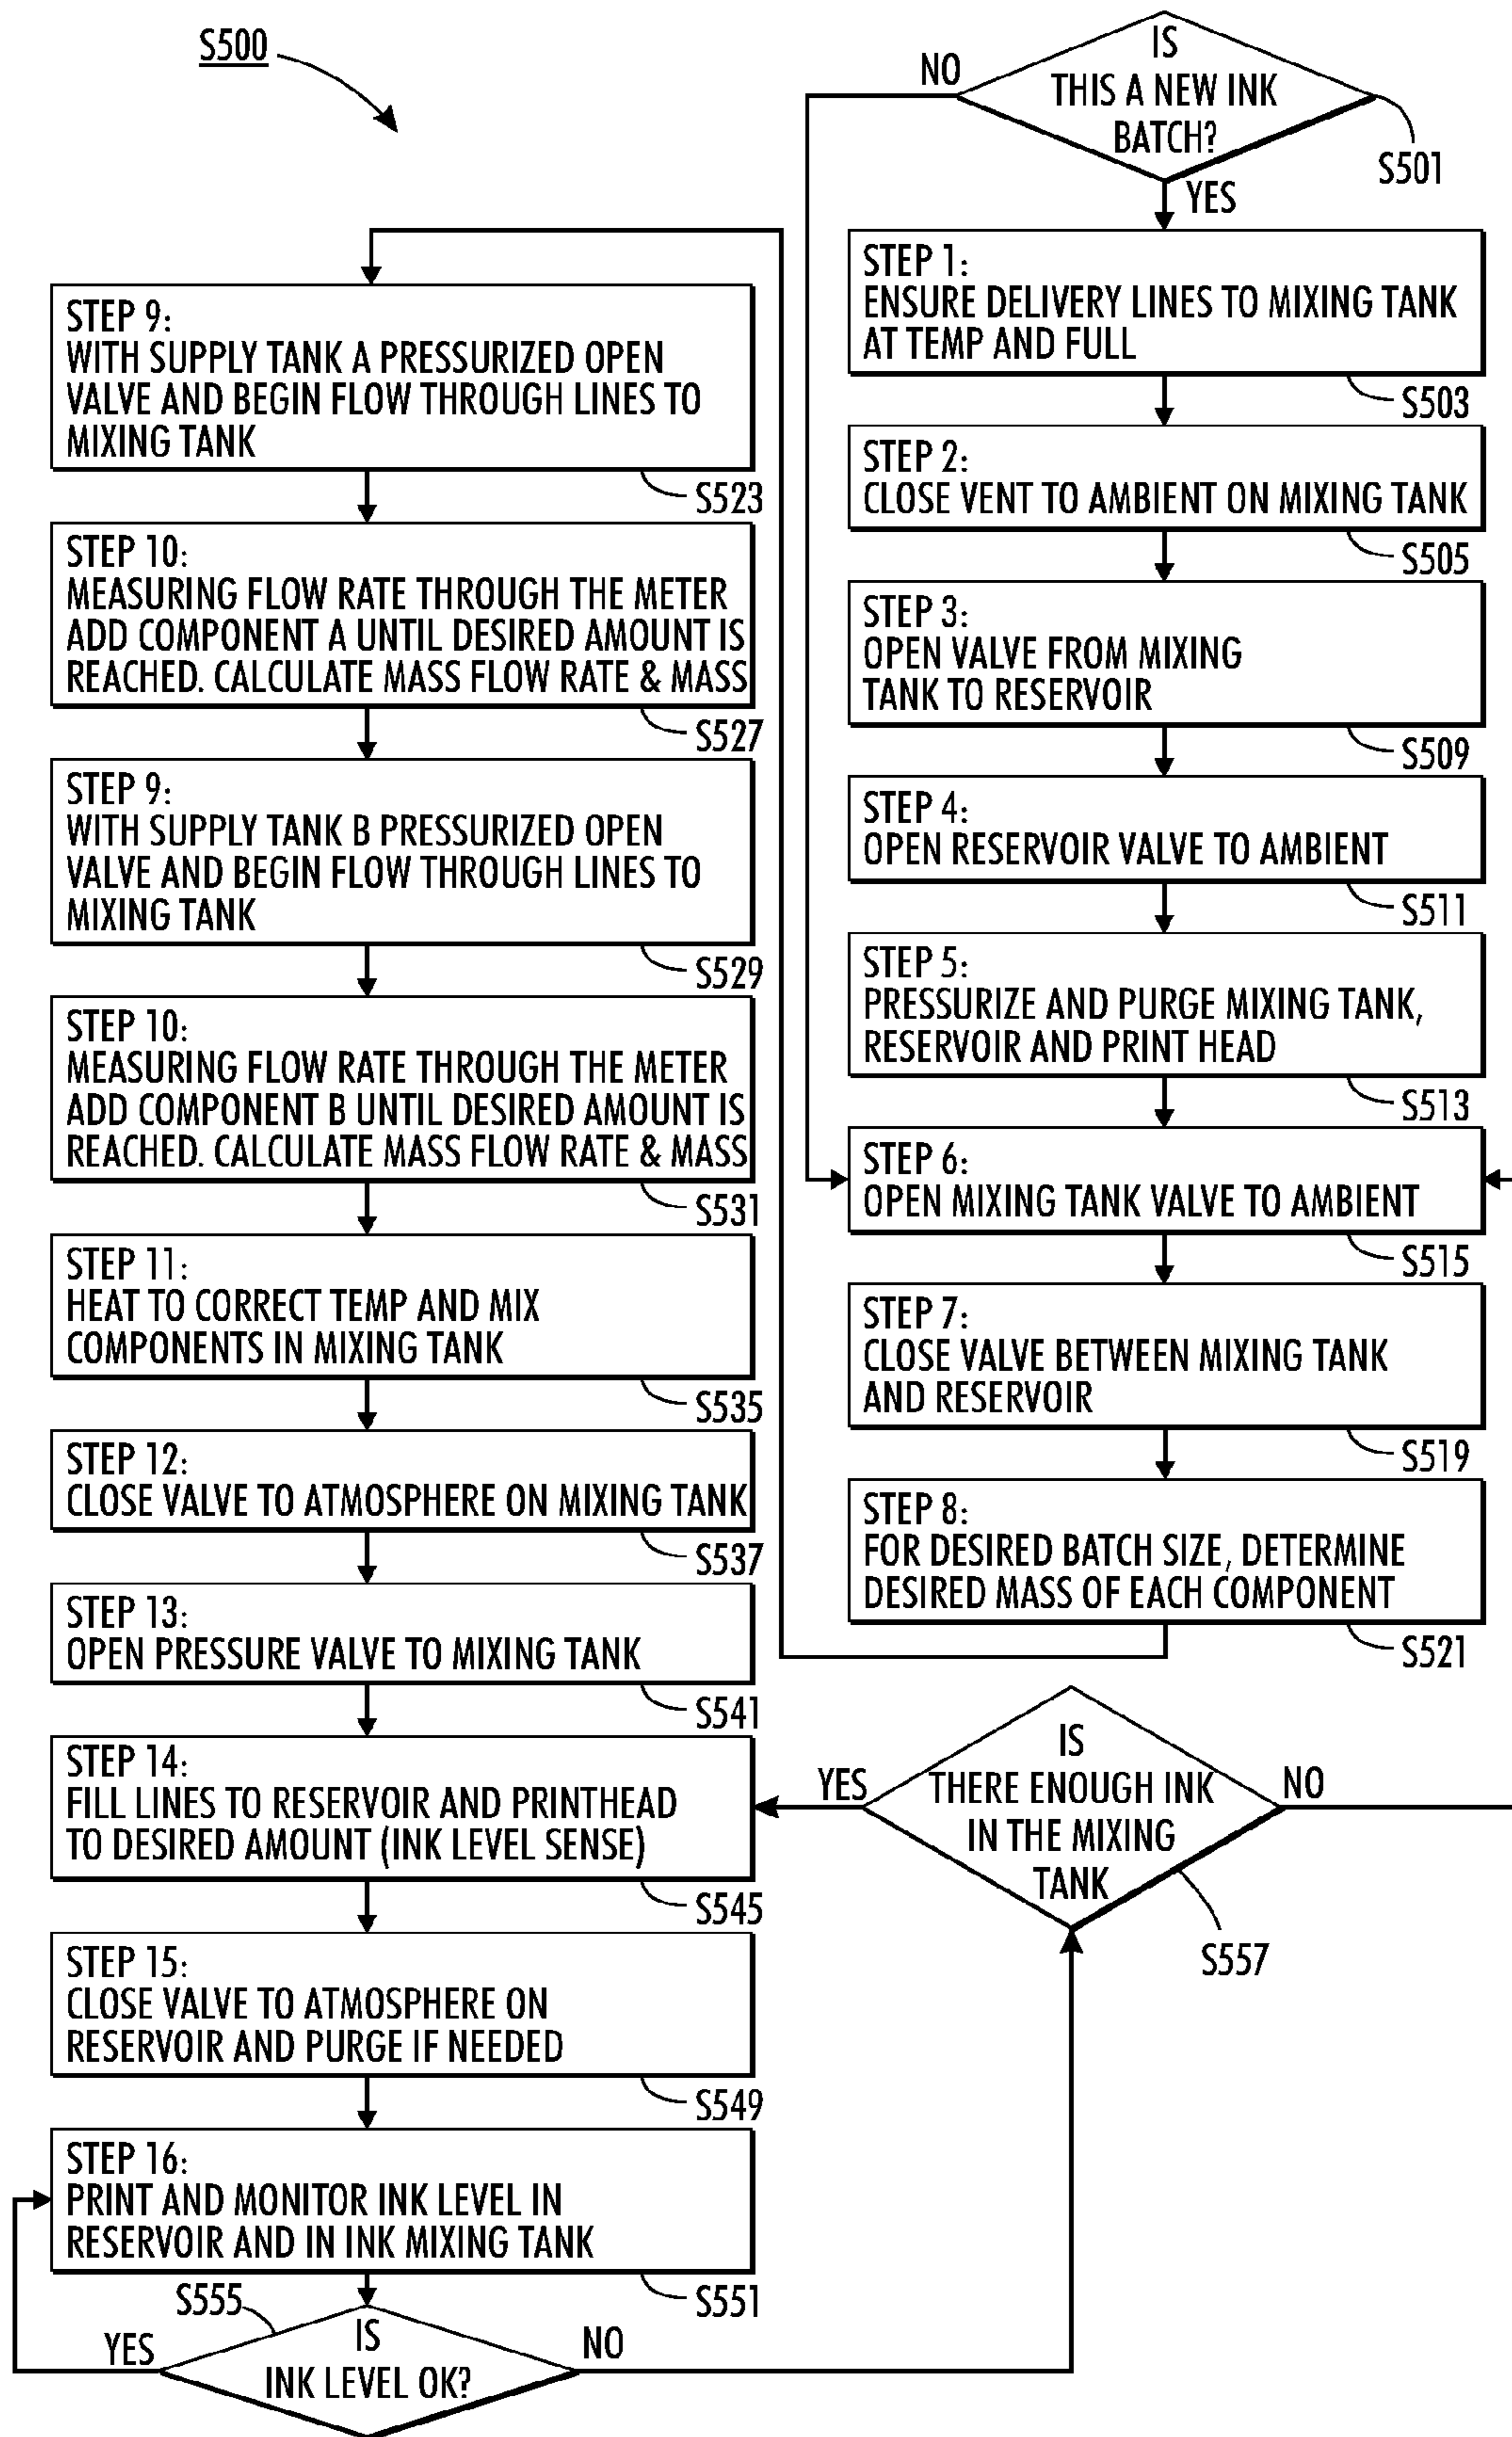 S500
IS
THIS A NEW INK
BATCH?
NO
S501
YES
STEP 1:
ENSURE DELIVERY LINES TO MIXING TANK
AT TEMP AND FULL
S503
STEP 2:
CLOSE VENT TO AMBIENT ON MIXING TANK
S505
STEP 3:
OPEN VALVE FROM MIXING
TANK TO RESERVOIR
S509
STEP 4:
OPEN RESERVOIR VALVE TO AMBIENT
S511
STEP 5:
PRESSURIZE AND PURGE MIXING TANK,
RESERVOIR AND PRINT HEAD
S513
STEP 6:
OPEN MIXING TANK VALVE TO AMBIENT
S515
STEP 7:
CLOSE VALVE BETWEEN MIXING TANK
AND RESERVOIR
S519
STEP 8:
FOR DESIRED BATCH SIZE, DETERMINE
DESIRED MASS OF EACH COMPONENT
S521
STEP 9:
WITH SUPPLY TANK A PRESSURIZED OPEN
VALVE AND BEGIN FLOW THROUGH LINES TO
MIXING TANK
S523
STEP 10:
MEASURING FLOW RATE THROUGH THE METER
ADD COMPONENT A UNTIL DESIRED AMOUNT IS
REACHED. CALCULATE MASS FLOW RATE & MASS
S527
STEP 9:
WITH SUPPLY TANK B PRESSURIZED OPEN
VALVE AND BEGIN FLOW THROUGH LINES TO
MIXING TANK
S529
STEP 10:
MEASURING FLOW RATE THROUGH THE METER
ADD COMPONENT B UNTIL DESIRED AMOUNT IS
REACHED. CALCULATE MASS FLOW RATE & MASS
S531
STEP 11:
HEAT TO CORRECT TEMP AND MIX
COMPONENTS IN MIXING TANK
S535
STEP 12:
CLOSE VALVE TO ATMOSPHERE ON MIXING TANK
S537
STEP 13:
OPEN PRESSURE VALVE TO MIXING TANK
S541
STEP 14:
FILL LINES TO RESERVOIR AND PRINTHEAD
TO DESIRED AMOUNT (INK LEVEL SENSE)
S545
STEP 15:
CLOSE VALVE TO ATMOSPHERE ON
RESERVOIR AND PURGE IF NEEDED
S549
STEP 16:
PRINT AND MONITOR INK LEVEL IN
RESERVOIR AND IN INK MIXING TANK
S551
S555
IS
INK LEVEL OK?
YES
NO
IS
THERE ENOUGH INK
IN THE MIXING
TANK
YES
NO
S557